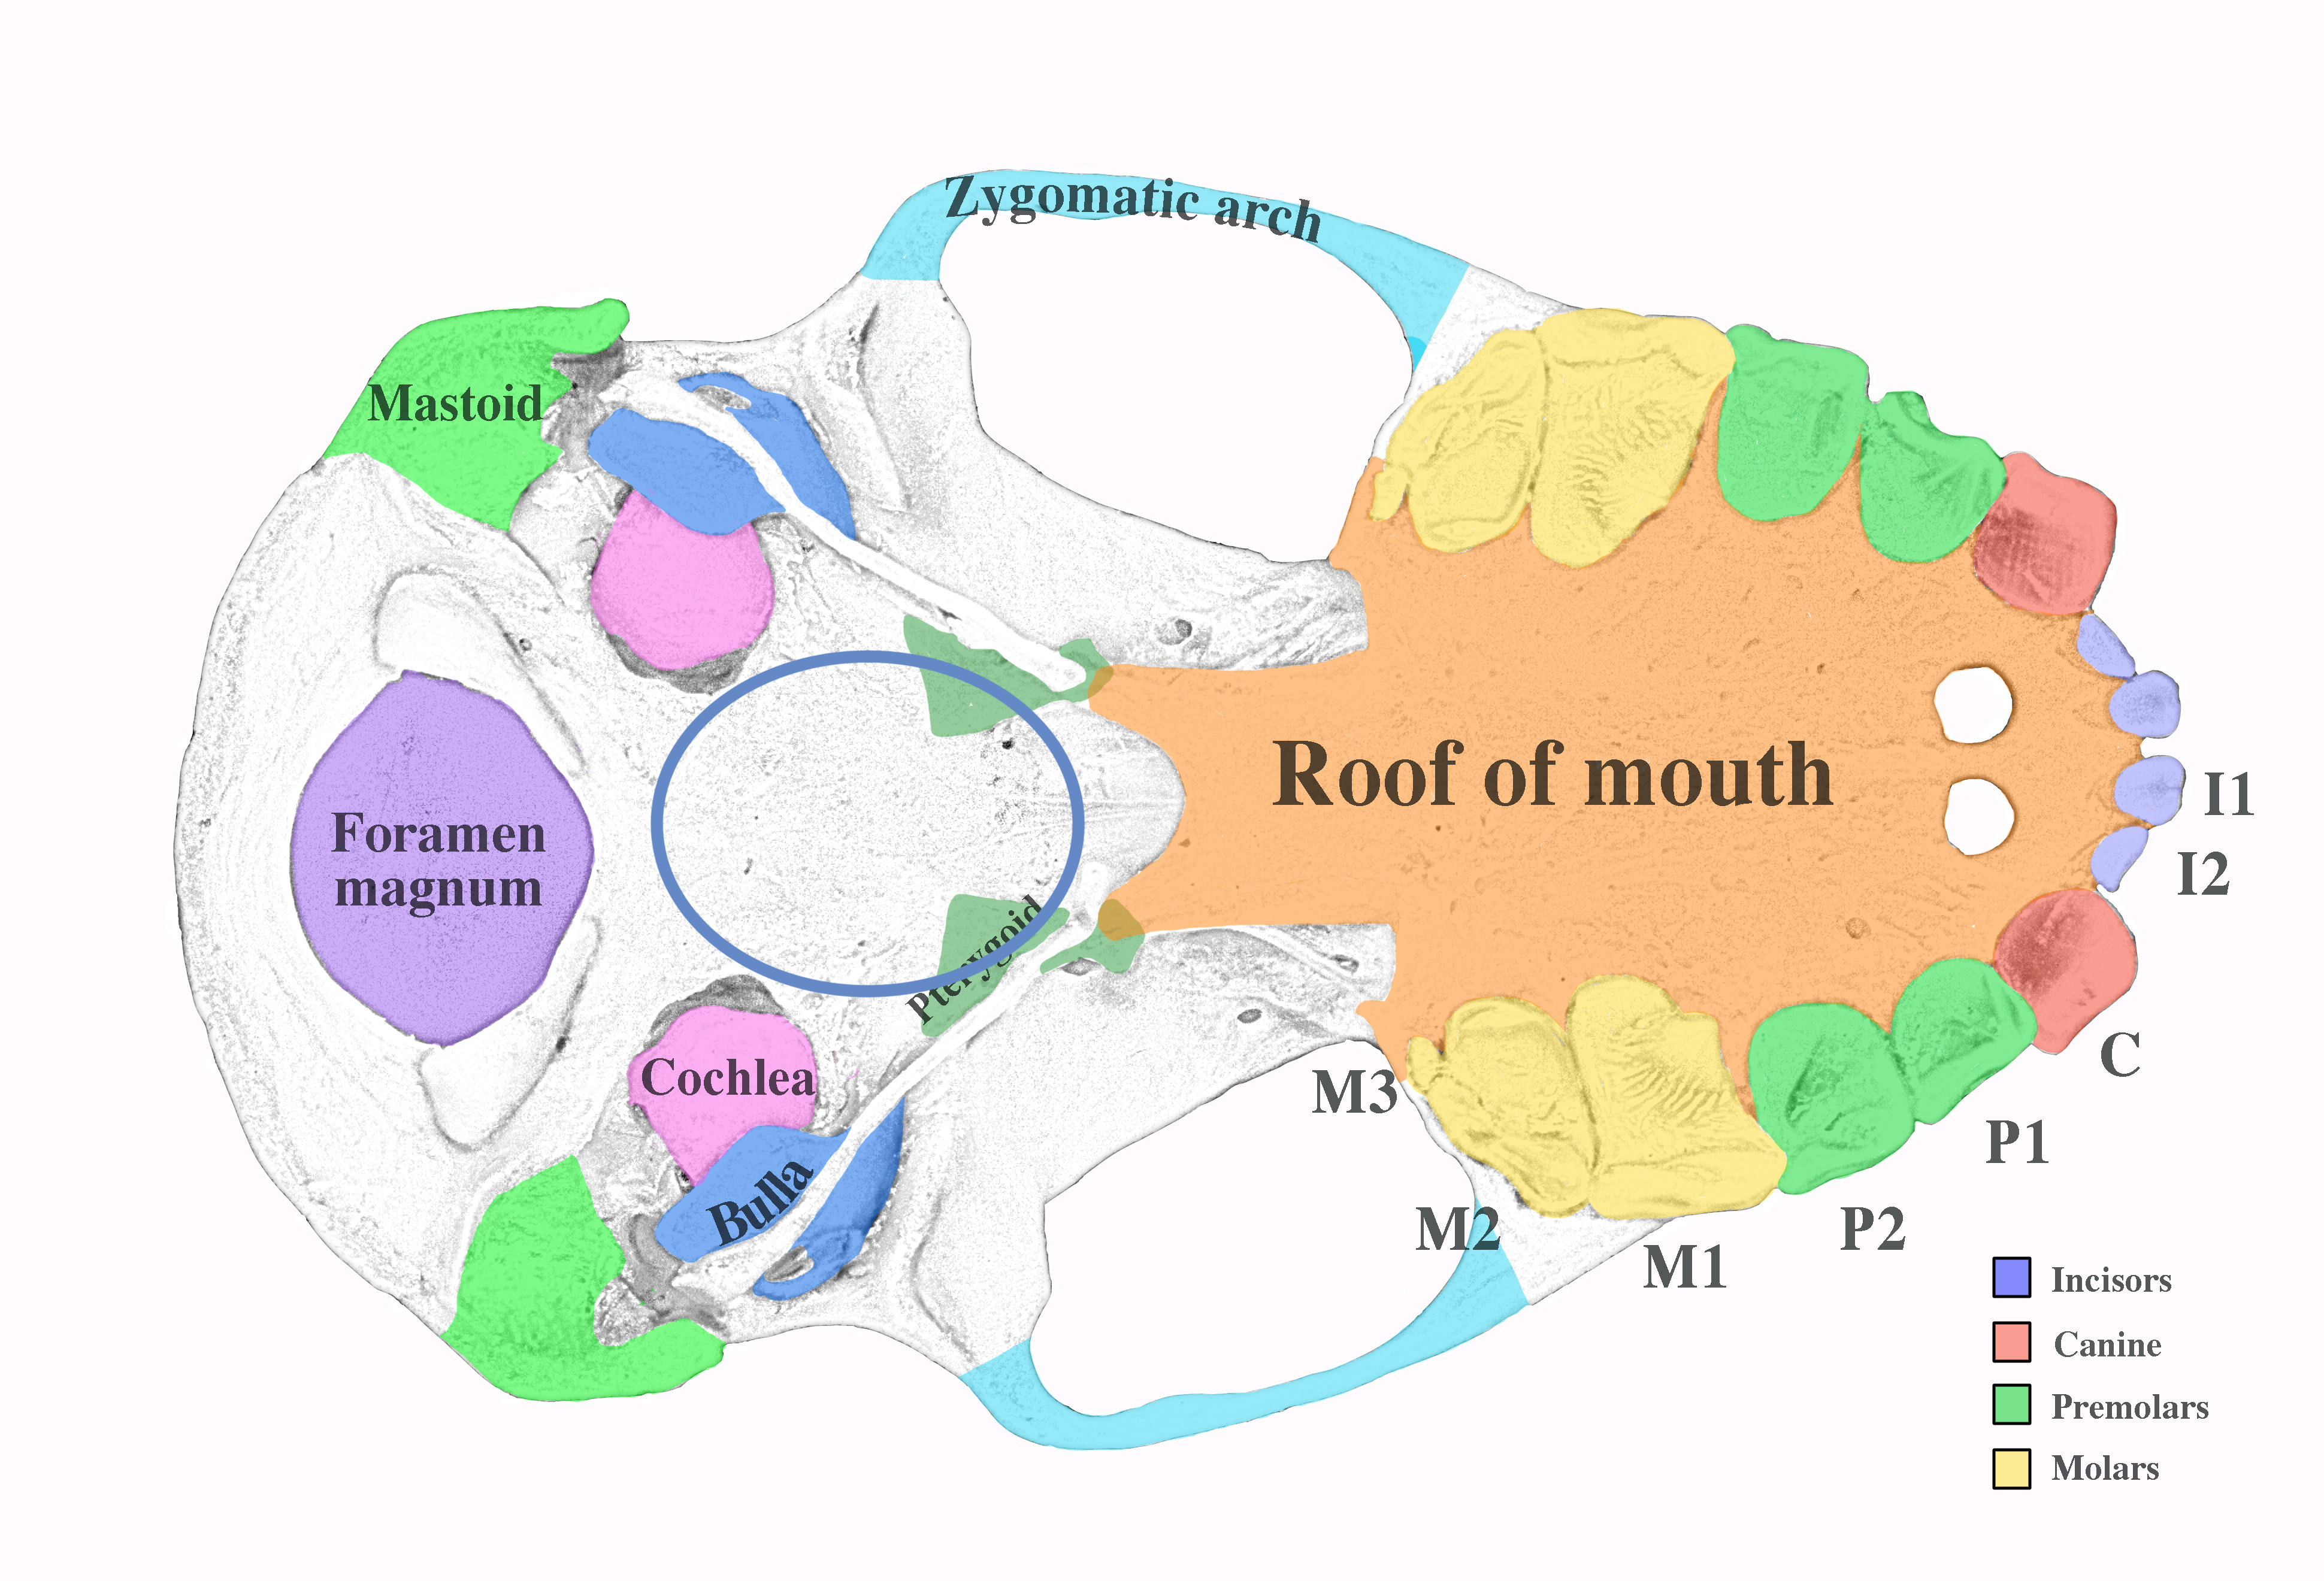 Zygomatic arch
Mastoid
Roof of mouth
Foramen
magnum
I1
I2
Pterygoid
Cochlea
C
M3
P1
Bulla
M2
P2
M1
Incisors
Canine
Premolars
Molars